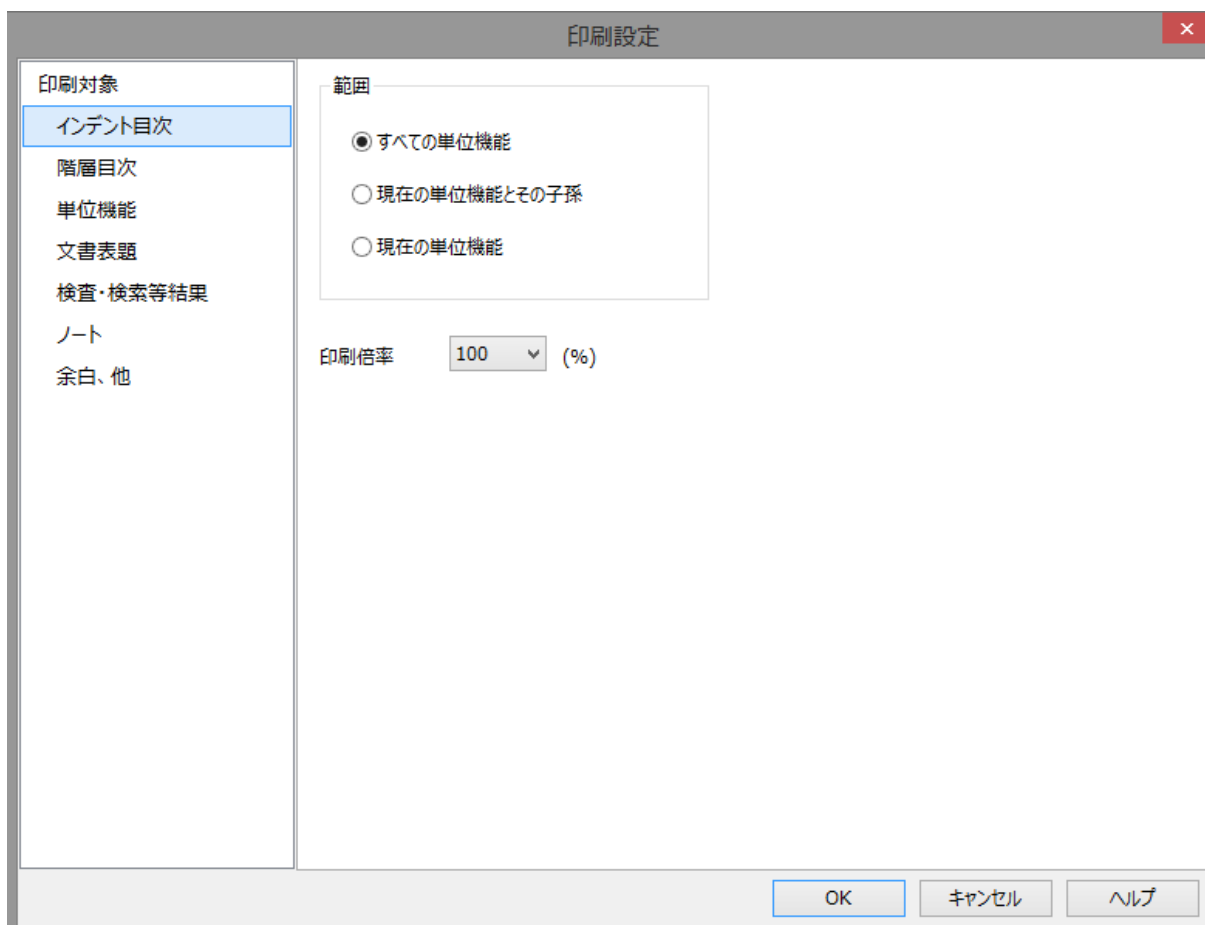 印刷設定
印刷対象
インデント目次
階層目次
単位機能
文書表題
検査・検索等結果
ノート
余白、他
範囲
すべての単位機能
現在の単位機能とその子孫
現在の単位機能
印刷倍率 100 (%)
OK キャンセル ヘルプ